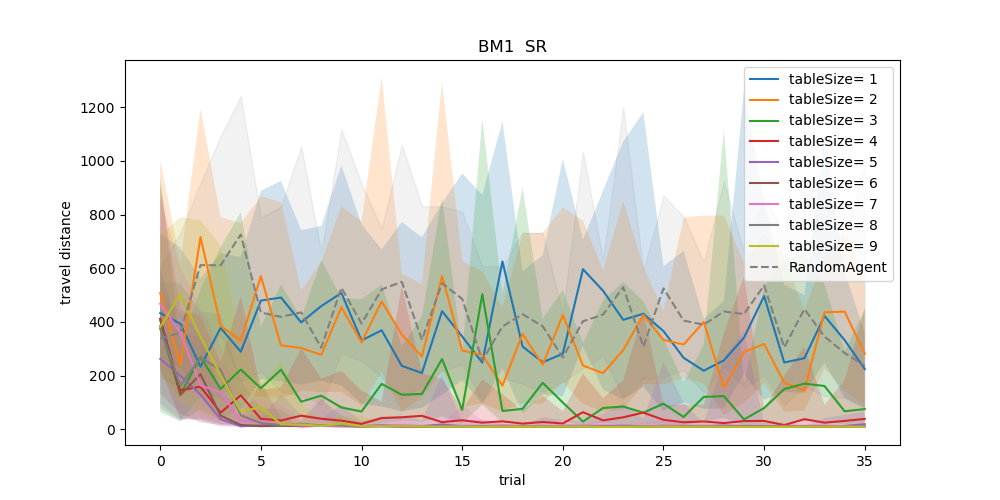 BM1 SR
travel distance
1200
1000
800
600
400
200
0
0 5 10 15 20 25 30 35
trial
tableSize= 1
tableSize= 2
tableSize= 3
tableSize= 4
tableSize= 5
tableSize= 6
tableSize= 7
tableSize= 8
tableSize= 9
RandomAgent